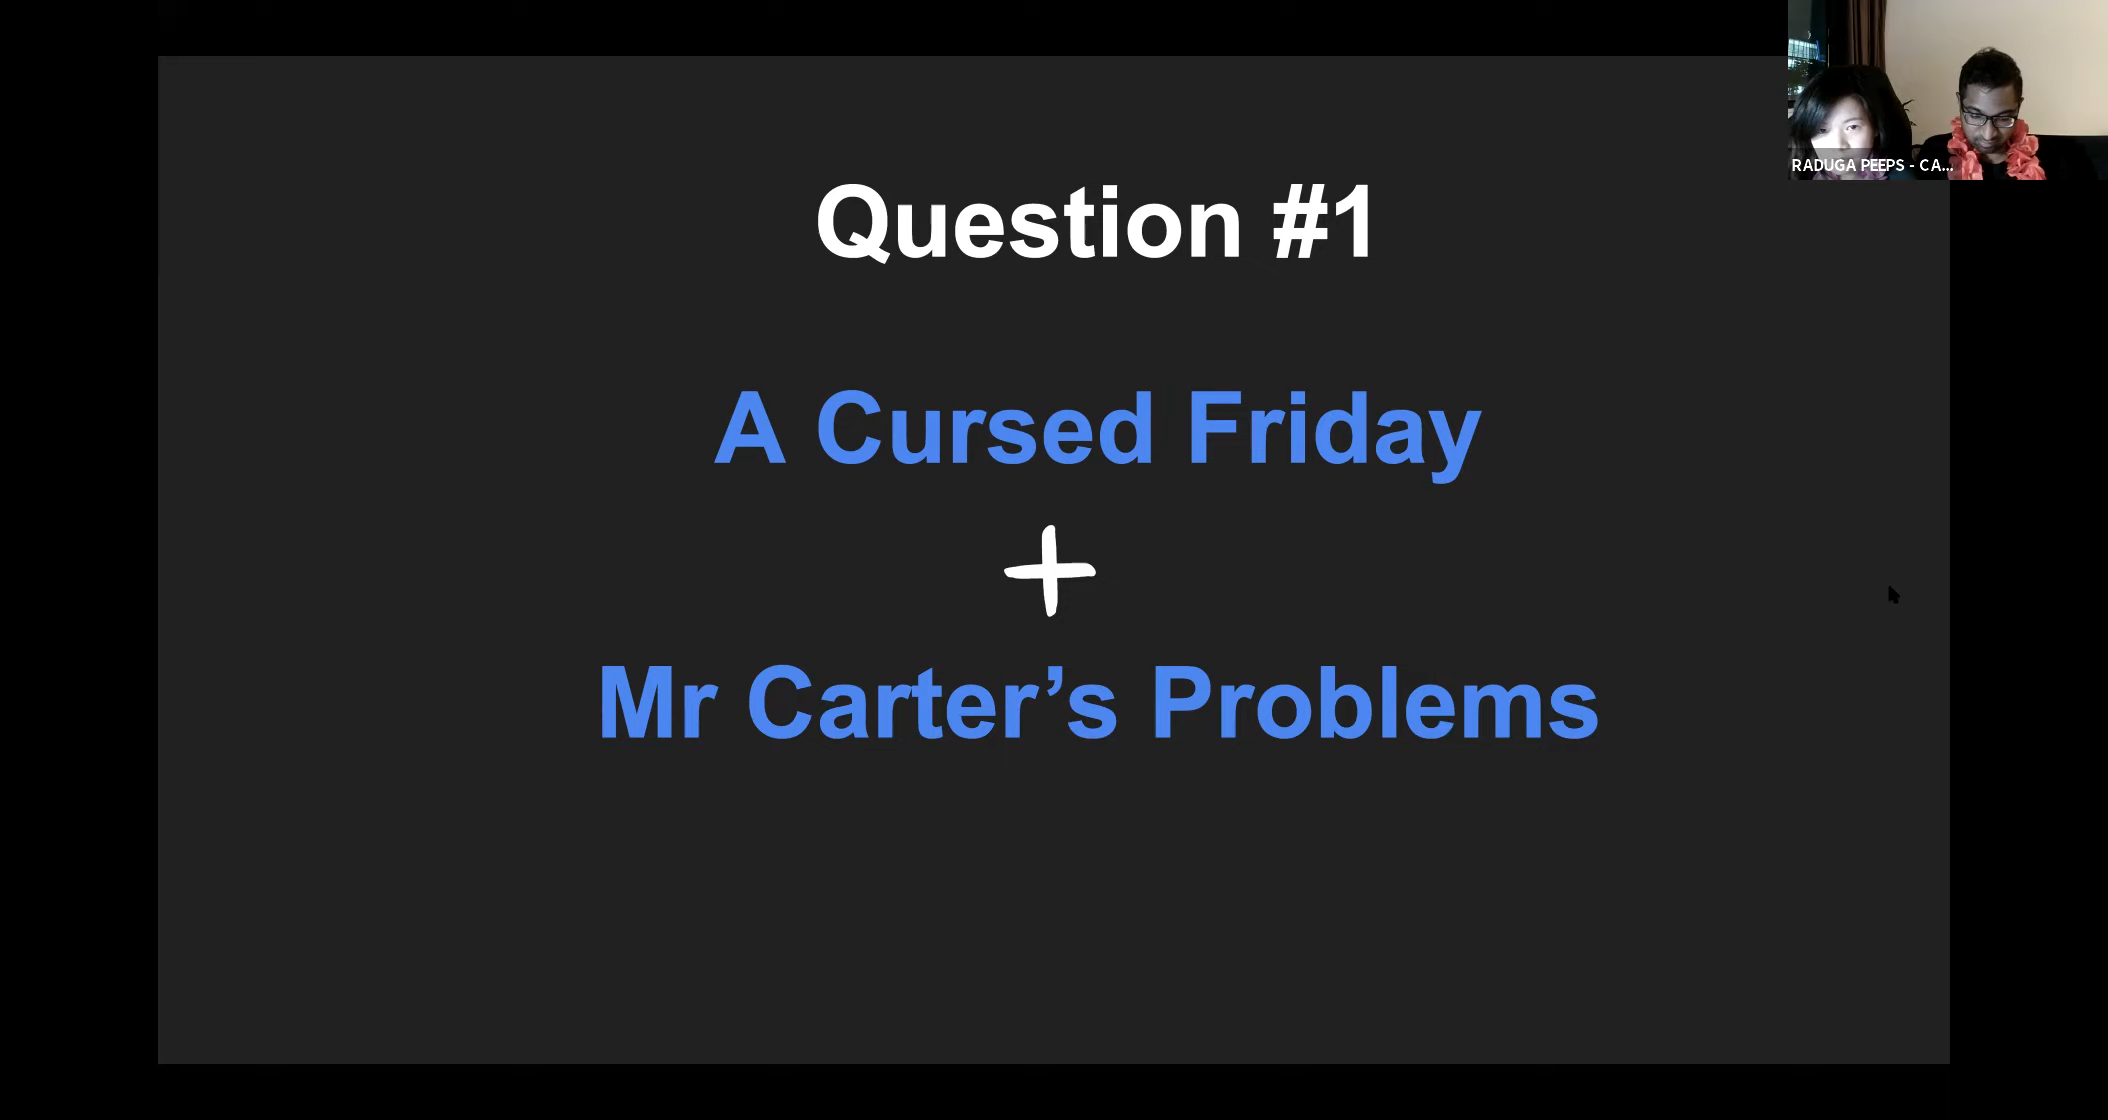 RADUGA PEEPS - CA...
Question #1
A Cursed Friday
+
Mr Carter’s Problems